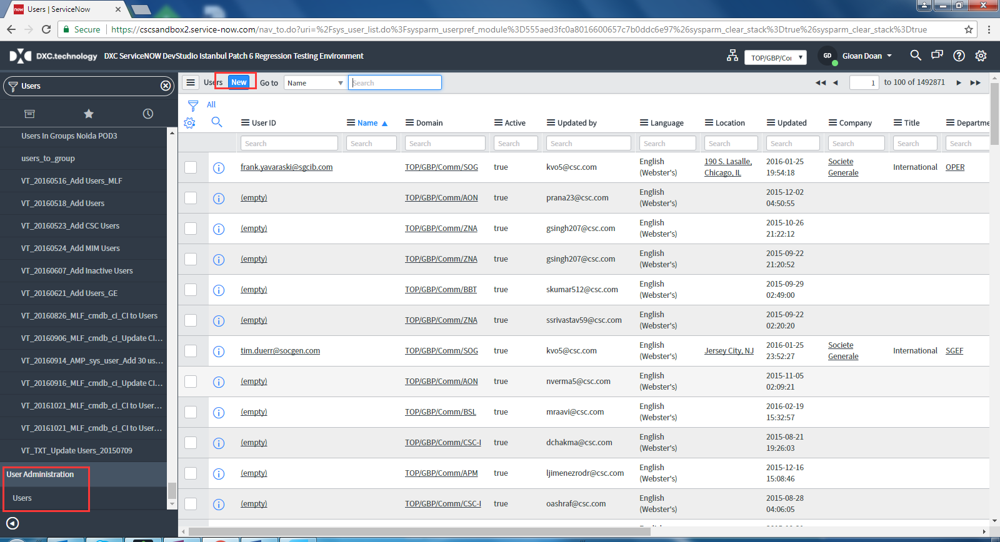 now Users | ServiceNow
Secure | https://cscsandbox2.service-now.com/nav_to.do?uri=%2Fsys_user_list.do%3Fsysparm_userpref_module%3D555aed3fc0a8016600657c7b0ddc6e97%26sysparm_clear_stack%3Dtrue%26sysparm_clear_stack%3Dtrue
DXC.technology DXC ServiceNOW DevStudio Istanbul Patch 6 Regression Testing Environment TOP/GBP/Co GD Gioan Doan
Users
Users In Groups Noida POD3
users_to_group
VT_20160516_Add Users_MLF
VT_20160518_Add Users
VT_20160523_Add CSC Users
VT_20160524_Add MIM Users
VT_20160607_Add Inactive Users
VT_20160621_Add Users_GE
VT_20160826_MLF_cmdb_ci_CI to Users
VT_20160906_MLF_cmdb_ci_Update CI...
VT_20160914_AMP_sys_user_Add 30 us...
VT_20160916_MLF_cmdb_ci_Update CI...
VT_20161021_MLF_cmdb_ci_CI to User...
VT_20161021_MLF_cmdb_ci_CI to User...
VT_TXT_Update Users_20150709
User Administration
Users
Users New Go to Name Search 1 to 100 of 1492871
All
User ID Name Domain Active Updated by Language Location Updated Company Title Departme
Search Search Search Search Search Search Search Search Search Search Search
frank.yavaraski@sgcib.com TOP/GBP/Comm/SOG true kvo5@csc.com English (Webster's) 190 S. Lasalle, Chicago, IL 2016-01-25 19:54:18 Societe Generale International OPER
(empty) TOP/GBP/Comm/AON true prana23@csc.com English (Webster's) 2015-12-02 04:50:55
(empty) TOP/GBP/Comm/ZNA true gsingh207@csc.com English (Webster's) 2015-10-26 21:22:12
(empty) TOP/GBP/Comm/ZNA true gsingh207@csc.com English (Webster's) 2015-09-22 21:20:52
(empty) TOP/GBP/Comm/BBT true skumar512@csc.com English (Webster's) 2015-09-29 02:49:00
(empty) TOP/GBP/Comm/ZNA true ssrivastav59@csc.com English (Webster's) 2015-09-22 02:20:20
tim.duerr@socgen.com TOP/GBP/Comm/SOG true kvo5@csc.com English (Webster's) Jersey City, NJ 2016-01-25 23:52:27 Societe Generale International SGEF
(empty) TOP/GBP/Comm/AON true nverma5@csc.com English (Webster's) 2015-11-05 02:09:21
(empty) TOP/GBP/Comm/BSL true mraavi@csc.com English (Webster's) 2016-02-19 15:32:57
(empty) TOP/GBP/Comm/CSC-I true dchakma@csc.com English (Webster's) 2015-08-21 19:26:03
(empty) TOP/GBP/Comm/APM true ljimenezrodr@csc.com English (Webster's) 2015-12-16 15:08:46
(empty) TOP/GBP/Comm/CSC-I true oashraf@csc.com English (Webster's) 2015-08-28 04:06:05